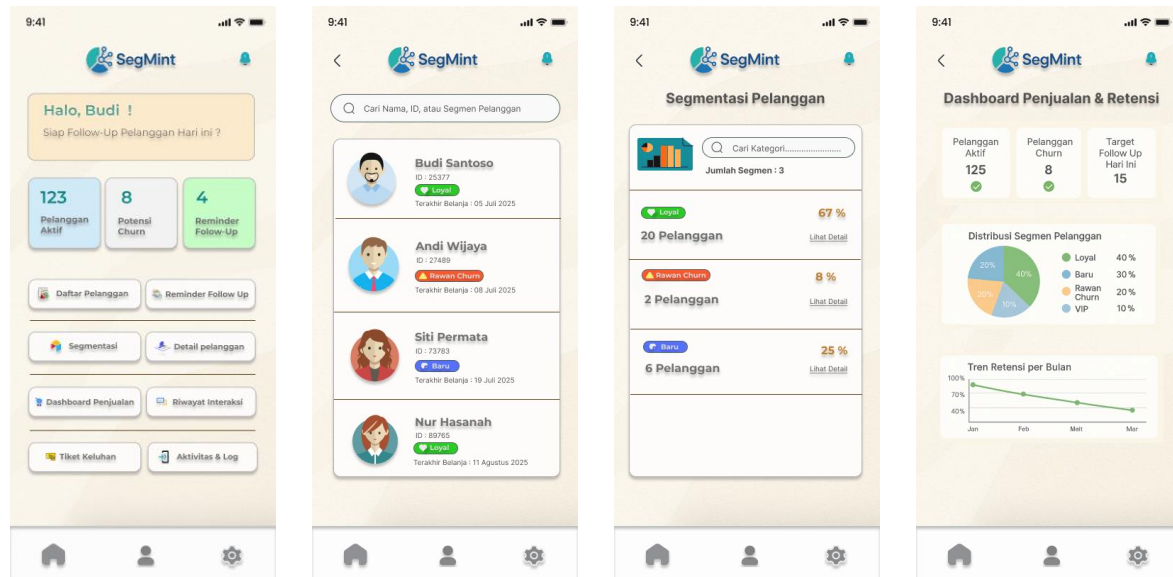 9:41
SegMint
Halo, Budi !
Siap Follow-Up Pelanggan Hari ini ?
123
Pelanggan
Aktif
8
Potensi
Churn
4
Reminder
Folow-Up
Daftar Pelanggan
Reminder Follow Up
Segmentasi
Detail pelanggan
Dashboard Penjualan
Riwayat Interaksi
Tiket Keluhan
Aktivitas & Log
9:41
SegMint
Cari Nama, ID, atau Segmen Pelanggan
Budi Santoso
ID : 25377
Loyal
Terakhir Belanja : 05 Juli 2025
Andi Wijaya
ID : 27489
Rawan Churn
Terakhir Belanja : 08 Juli 2025
Siti Permata
ID : 73783
Baru
Terakhir Belanja : 19 Juli 2025
Nur Hasanah
ID : 89765
Loyal
Terakhir Belanja : 11 Agustus 2025
9:41
SegMint
Segmentasi Pelanggan
Cari Kategori.......................
Jumlah Segmen : 3
Loyal
67 %
20 Pelanggan
Lihat Detail
Rawan Churn
8 %
2 Pelanggan
Lihat Detail
Baru
25 %
6 Pelanggan
Lihat Detail
9:41
SegMint
Dashboard Penjualan & Retensi
Pelanggan
Aktif
125
Pelanggan
Churn
8
Target
Follow Up
Hari Ini
15
Distribusi Segmen Pelanggan
20%
40%
20%
10%
Loyal 40 %
Baru 30 %
Rawan
Churn 20 %
VIP 10 %
Tren Retensi per Bulan
100%
70%
40%
Jan
Feb
Meit
Mar